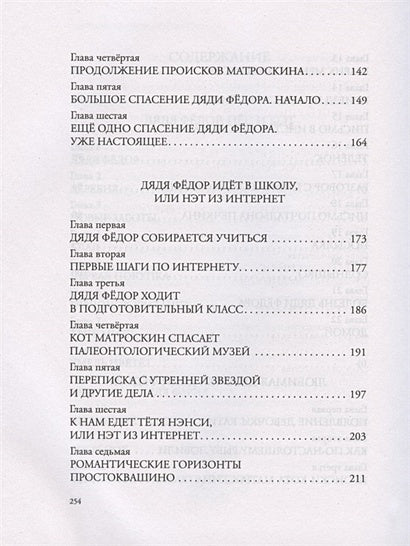 Глава четвёртая
ПРОДОЛЖЕНИЕ ПРОИСКОВ МАТРОСКИНА. . . . . . . 142
Глава пятая
БОЛЬШОЕ СПАСЕНИЕ ДЯДИ ФЁДОРА. НАЧАЛО. . . 149
Глава шестая
ЕЩЁ ОДНО СПАСЕНИЕ ДЯДИ ФЁДОРА.
УЖЕ НАСТОЯЩЕЕ. . . . . . . . . . . . . . . . . . . . 164
ДЯДЯ ФЁДОР ИДЁТ В ШКОЛУ,
ИЛИ НЭТ ИЗ ИНТЕРНЕТ
Глава первая
ДЯДЯ ФЁДОР СОБИРАЕТСЯ УЧИТЬСЯ . . . . . . . . . 173
Глава вторая
ПЕРВЫЕ ШАГИ ПО ИНТЕРНЕТУ. . . . . . . . . . . . . 177
Глава третья
ДЯДЯ ФЁДОР ХОДИТ
В ПОДГОТОВИТЕЛЬНЫЙ КЛАСС . . . . . . . . . . . . . 186
Глава четвёртая
КОТ МАТРОСКИН СПАСАЕТ
ПАЛЕОНТОЛОГИЧЕСКИЙ МУЗЕЙ . . . . . . . . . . . . 191
Глава пятая
ПЕРЕПИСКА С УТРЕННЕЙ ЗВЕЗДОЙ
И ДРУГИЕ ДЕЛА . . . . . . . . . . . . . . . . . . . . 197
Глава шестая
К НАМ ЕДЕТ ТЁТЯ НЭНСИ,
ИЛИ НЭТ ИЗ ИНТЕРНЕТ. . . . . . . . . . . . . . . . . 203
Глава седьмая
РОМАНТИЧЕСКИЕ ГОРИЗОНТЫ
ПРОСТОКВАШИНО . . . . . . . . . . . . . . . . . . . . 211
254